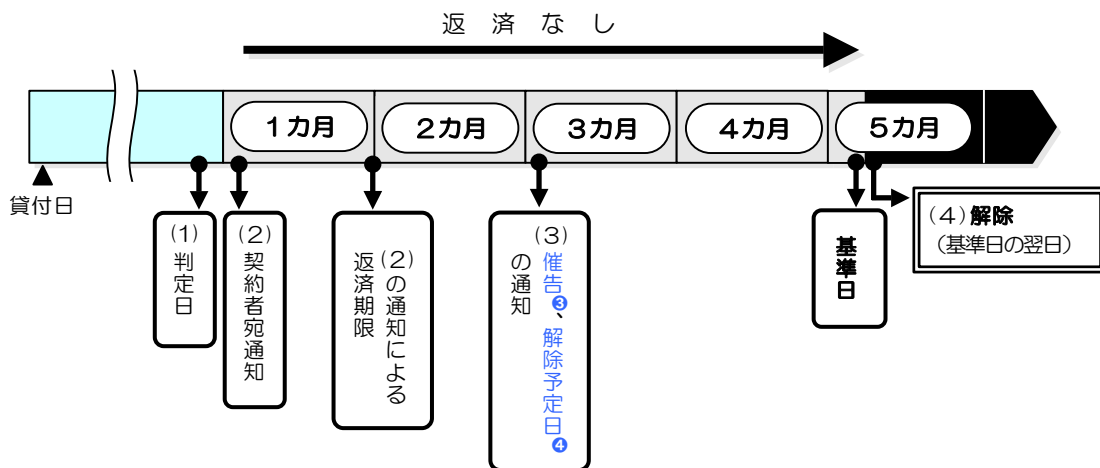 返済なし
1カ月
2カ月
3カ月
4カ月
5カ月
貸付日
(1)
判定日
(2)
契約者宛通知
(2)の通知による
返済期限
(3)
催告❸、解除予定日❹
の通知
基準日
(4)解除
(基準日の翌日)